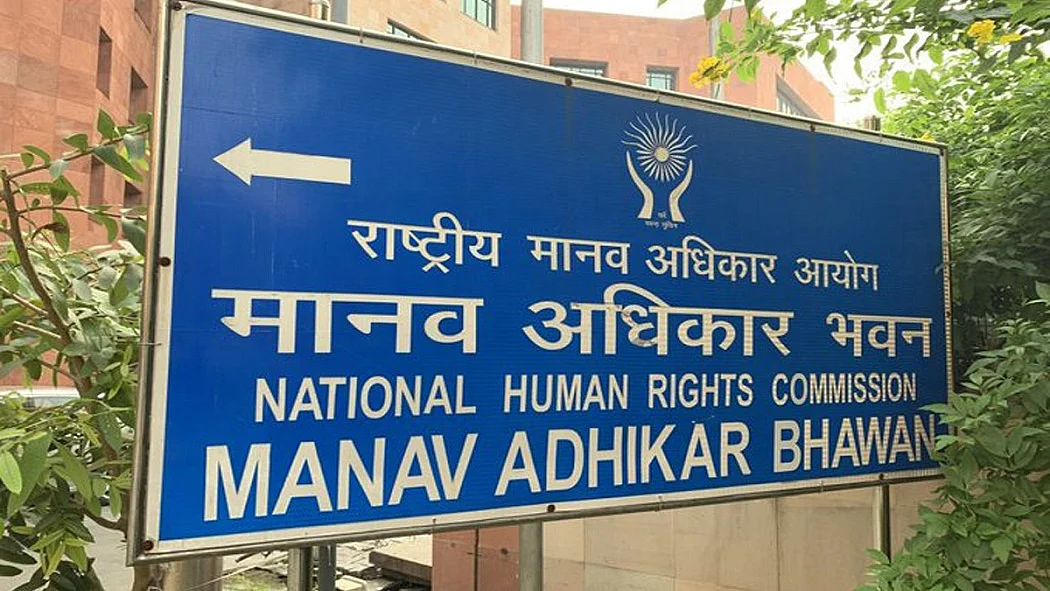 राष्ट्रीय मानव अधिकार आयोग
मानव अधिकार भवन
NATIONAL HUMAN RIGHTS COMMISSION
MANAV ADHIKAR BHAWAN